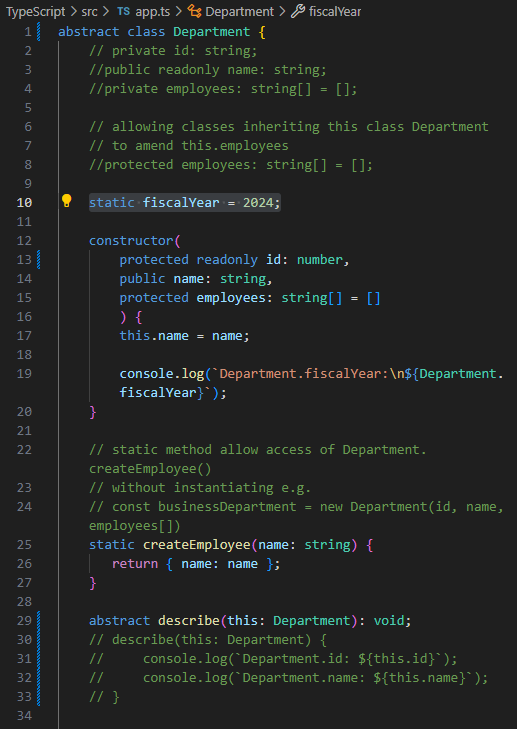 TypeScript > src > TS app.ts > Department > fiscalYear
1 abstract class Department {
2 // private id: string;
3 //public readonly name: string;
4 //private employees: string[] = [];
5
6 // allowing classes inheriting this class Department
7 // to amend this.employees
8 //protected employees: string[] = [];
9
10 static fiscalYear = 2024;
11
12 constructor(
13 protected readonly id: number,
14 public name: string,
15 protected employees: string[] = []
16 ) {
17 this.name = name;
18
19 console.log(`Department.fiscalYear:\n${Department.
fiscalYear}`);
20 }
21
22 // static method allow access of Department.
createEmployee()
23 // without instantiating e.g.
24 // const businessDepartment = new Department(id, name,
employees[])
25 static createEmployee(name: string) {
26 return { name: name };
27 }
28
29 abstract describe(this: Department): void;
30 // describe(this: Department) {
31 // console.log(`Department.id: ${this.id}`);
32 // console.log(`Department.name: ${this.name}`);
33 // }
34